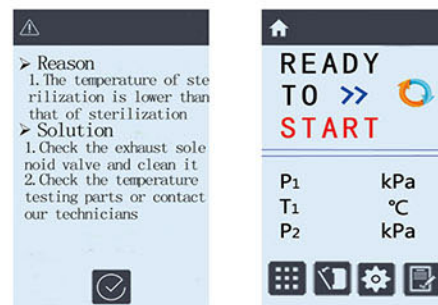 ➢ Reason
1. The temperature of ste
rilization is lower than
that of sterilization
➢ Solution
1. Check the exhaust sole
noid valve and clean it
2. Check the temperature
testing parts or contact
our technicians
READY
TO »
START
P1 kPa
T1 ℃
P2 kPa